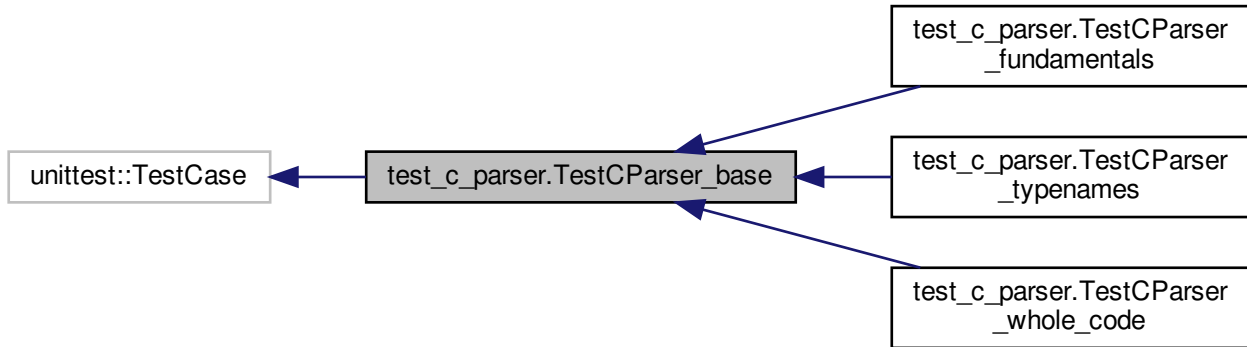 unittest::TestCase
test_c_parser.TestCParser_base
test_c_parser.TestCParser
_fundamentals
test_c_parser.TestCParser
_typenames
test_c_parser.TestCParser
_whole_code